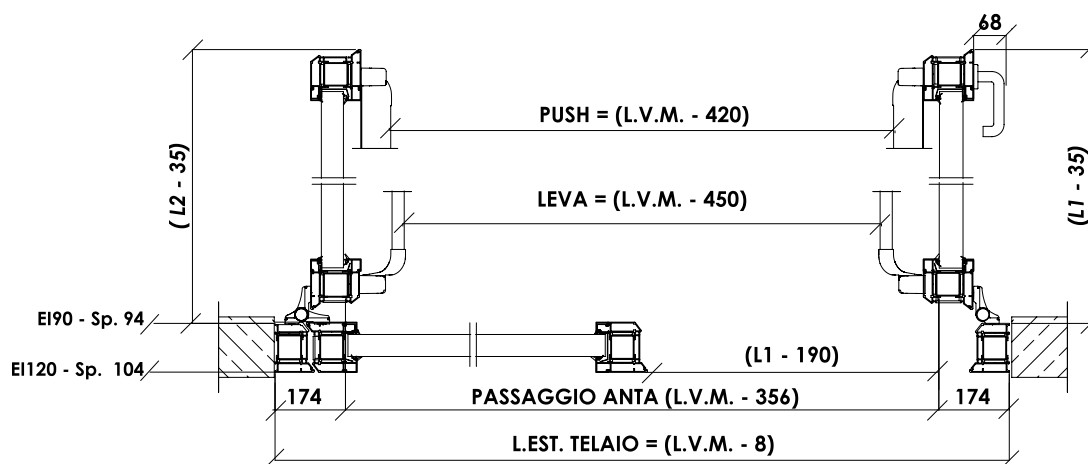 68
PUSH = (L.V.M. - 420)
( L2 - 35)
(L1 - 35)
LEVA = (L.V.M. - 450)
EI90 - Sp. 94
EI120 - Sp. 104
(L1 - 190)
174
PASSAGGIO ANTA (L.V.M. - 356)
174
L.EST. TELAIO = (L.V.M. - 8)